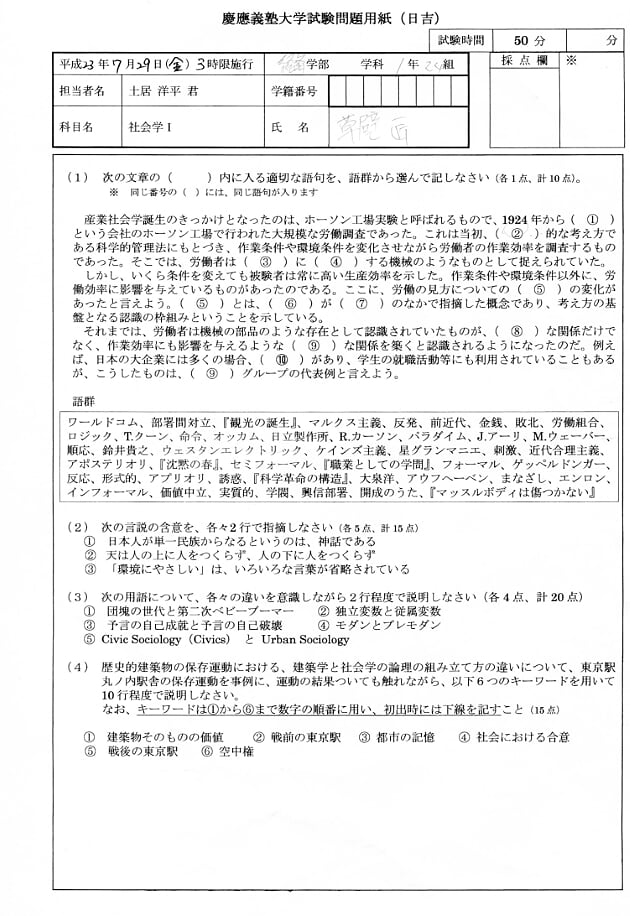 慶應義塾大学試験問題用紙（日吉）
試験時間 50 分 分
平成23年7月29日(金) 3時限施行 学部 学科 1年 組 採点欄 ※
担当者名 土居 洋平 君 学籍番号
科目名 社会学Ⅰ 氏 名
（1） 次の文章の（ ）内に入る適切な語句を、語群から選んで記しなさい（各1点、計10点）。
※ 同じ番号の（ ）には、同じ語句が入ります
産業社会学誕生のきっかけとなったのは、ホーソン工場実験と呼ばれるもので、1924年から（ ① ）
という会社のホーソン工場で行われた大規模な労働調査であった。これは当初、（ ② ）的な考え方で
ある科学的管理法にもとづき、作業条件や環境条件を変化させながら労働者の作業効率を調査するもの
であった。そこでは、労働者は（ ③ ）に（ ④ ）する機械のようなものとして捉えられていた。
しかし、いくら条件を変えても被験者は常に高い生産効率を示した。作業条件や環境条件以外に、労
働効率に影響を与えているものがあったのである。ここに、労働の見方についての（ ⑤ ）の変化が
あったと言えよう。（ ⑤ ）とは、（ ⑥ ）が（ ⑦ ）のなかで指摘した概念であり、考え方の基
盤となる認識の枠組みということを示している。
それまでは、労働者は機械の部品のような存在として認識されていたものが、（ ⑧ ）な関係だけで
なく、作業効率にも影響を与えるような（ ⑨ ）な関係を築くと認識されるようになったのだ。例え
ば、日本の大企業には多くの場合、（ ⑩ ）があり、学生の就職活動等にも利用されていることもある
が、こうしたものは、（ ⑨ ）グループの代表例と言えよう。
語群
ワールドコム、部署間対立、『観光の誕生』、マルクス主義、反発、前近代、金銭、敗北、労働組合、
ロジック、T.クーン、命令、オッカム、日立製作所、R.カーソン、パラダイム、J.アーリ、M.ウェーバー、
順応、鈴井貴之、ウェスタンエレクトリック、ケインズ主義、星グランマニエ、刺激、近代合理主義、
アポステリオリ、『沈黙の春』、セミフォーマル、『職業としての学問』、フォーマル、ゲッペルドンガー、
反応、形式的、アプリオリ、誘惑、『科学革命の構造』、大泉洋、アウフヘーベン、まなざし、エンロン、
インフォーマル、価値中立、実質的、学閥、興信部署、開成のうた、『マッスルボディは傷つかない』
（2） 次の言説の含意を、各々2行で指摘しなさい（各5点、計15点）
① 日本人が単一民族からなるというのは、神話である
② 天は人の上に人をつくらず、人の下に人をつくらず
③ 「環境にやさしい」は、いろいろな言葉が省略されている
（3） 次の用語について、各々の違いを意識しながら2行程度で説明しなさい（各4点、計20点）
① 団塊の世代と第二次ベビーブーマー ② 独立変数と従属変数
③ 予言の自己成就と予言の自己破壊 ④ モダンとプレモダン
⑤ Civic Sociology（Civics） と Urban Sociology
（4） 歴史的建築物の保存運動における、建築学と社会学の論理の組み立て方の違いについて、東京駅
丸ノ内駅舎の保存運動を事例に、運動の結果ついても触れながら、以下6つのキーワードを用いて
10行程度で説明しなさい。
なお、キーワードは①から⑥まで数字の順番に用い、初出時には下線を記すこと（15点）
① 建築物そのものの価値 ② 戦前の東京駅 ③ 都市の記憶 ④ 社会における合意
⑤ 戦後の東京駅 ⑥ 空中権